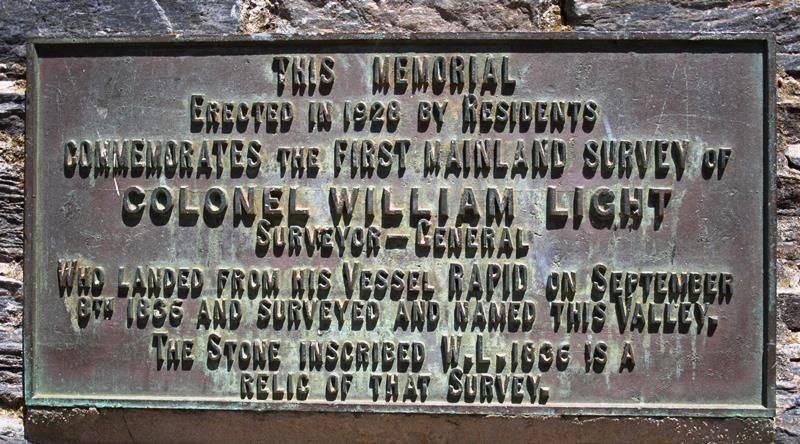 THIS MEMORIAL
ERECTED IN 1928 BY RESIDENTS
COMMEMORATES THE FIRST MAINLAND SURVEY OF
COLONEL WILLIAM LIGHT
SURVEYOR-GENERAL
WHO LANDED FROM HIS VESSEL RAPID ON SEPTEMBER
8TH 1836 AND SURVEYED AND NAMED THIS VALLEY.
THE STONE INSCRIBED W.L. 1836 IS A
RELIC OF THAT SURVEY.